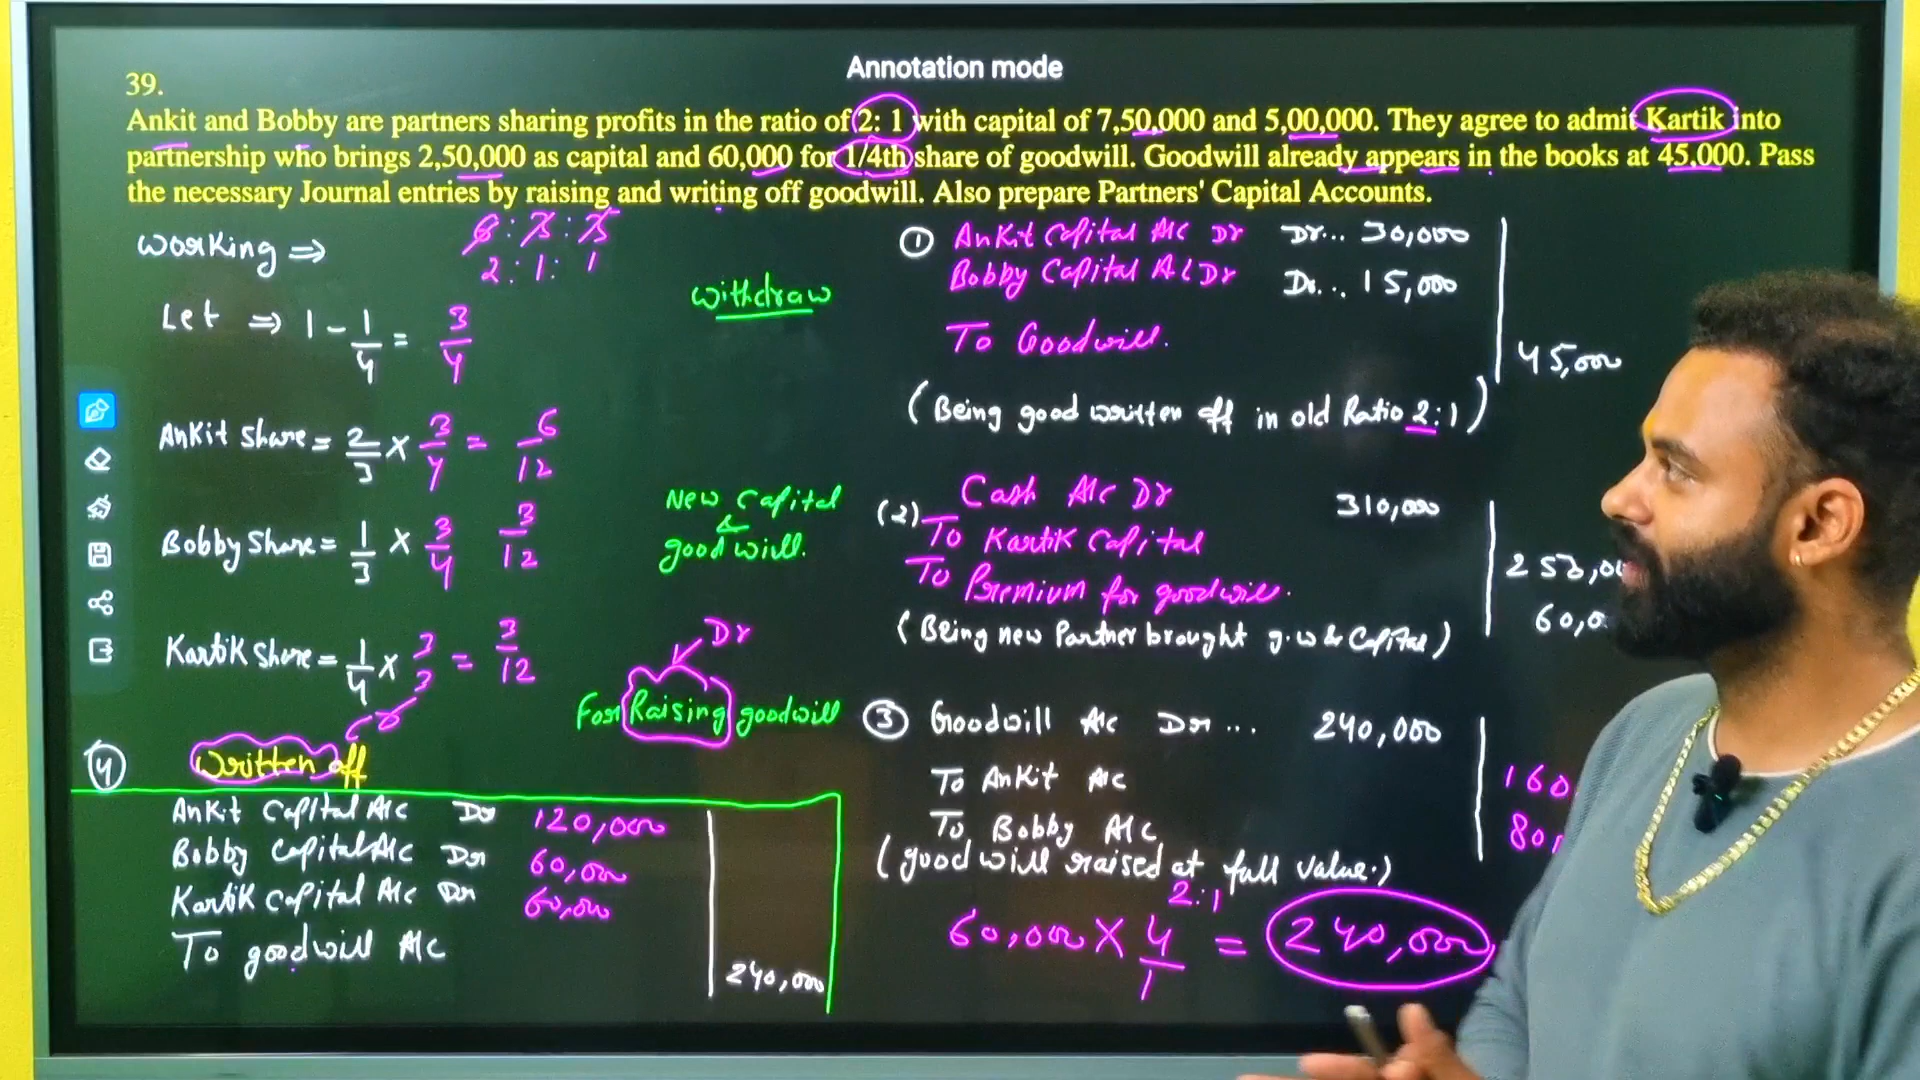 Annotation mode
39.
Ankit and Bobby are partners sharing profits in the ratio of 2: 1 with capital of 7,50,000 and 5,00,000. They agree to admit Kartik into
partnership who brings 2,50,000 as capital and 60,000 for 1/4th share of goodwill. Goodwill already appears in the books at 45,000. Pass
the necessary Journal entries by raising and writing off goodwill. Also prepare Partners' Capital Accounts.
Working ⇒
2 : 1 : 1
Let ⇒ 1 - 1/4 = 3/4
Ankit Share = 2/3 × 3/4 = 6/12
Bobby Share = 1/3 × 3/4 3/12
Kartik Share = 1/4 × 3/3 = 3/12
withdraw
New Capital
&
goodwill.
Dr
For Raising goodwill
① Ankit Capital A/c Dr Dr... 30,000
Bobby Capital A/c Dr Dr... 15,000
To Goodwill.
45,000
(Being good written off in old Ratio 2:1)
(2) Cash A/c Dr 310,000
To Kartik Capital
To Premium for goodwill.
60,0
(Being new Partner brought g.w & Capital)
③ Goodwill A/c Dr... 240,000
To Ankit A/c 160
To Bobby A/c 80,
(good will raised at full value.)
2:1
60,000 × 4/1 = 240,000
④ Written off
Ankit Capital A/c Dr 120,000
Bobby Capital A/c Dr 60,000
Kartik Capital A/c Dr 60,000
To goodwill A/c
240,000